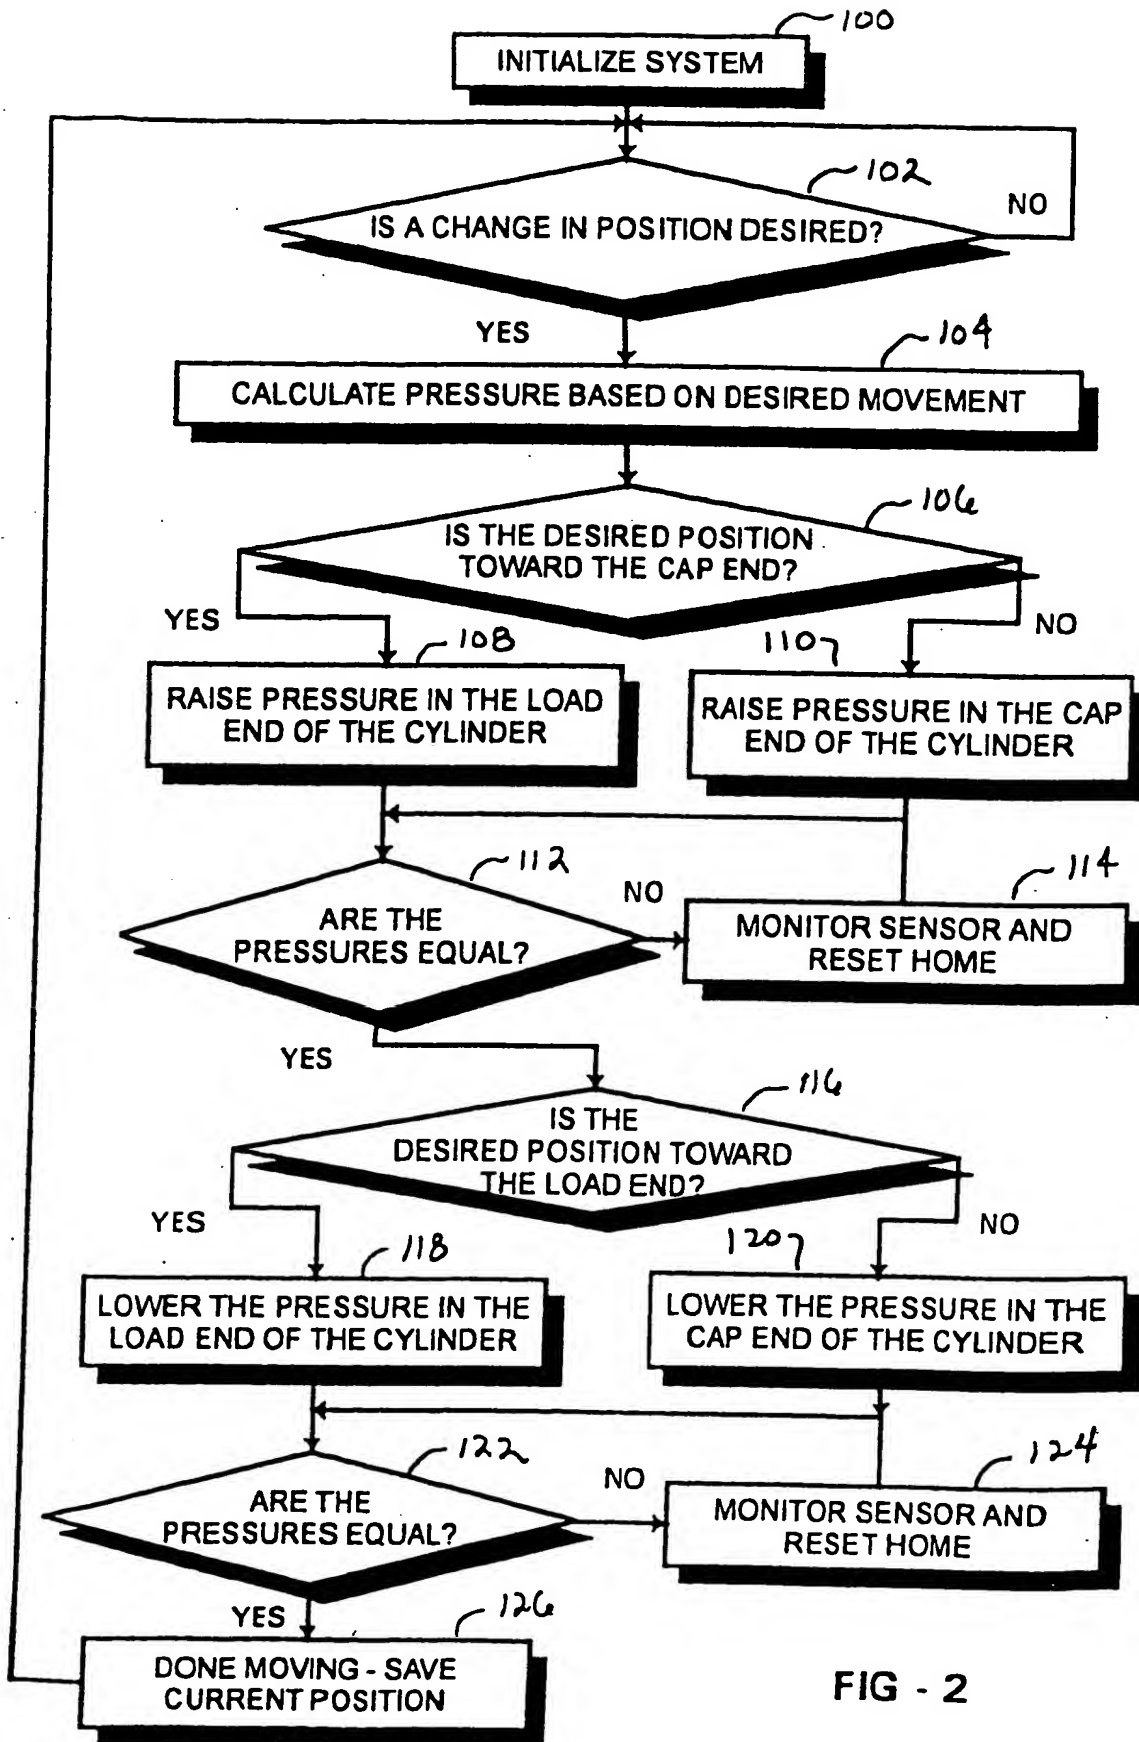 100
INITIALIZE SYSTEM
102
IS A CHANGE IN POSITION DESIRED?
NO
YES
104
CALCULATE PRESSURE BASED ON DESIRED MOVEMENT
106
IS THE DESIRED POSITION
TOWARD THE CAP END?
YES
NO
108
RAISE PRESSURE IN THE LOAD
END OF THE CYLINDER
110
RAISE PRESSURE IN THE CAP
END OF THE CYLINDER
112
ARE THE
PRESSURES EQUAL?
NO
114
MONITOR SENSOR AND
RESET HOME
YES
116
IS THE
DESIRED POSITION TOWARD
THE LOAD END?
YES
NO
118
LOWER THE PRESSURE IN THE
LOAD END OF THE CYLINDER
120
LOWER THE PRESSURE IN THE
CAP END OF THE CYLINDER
122
ARE THE
PRESSURES EQUAL?
NO
124
MONITOR SENSOR AND
RESET HOME
YES
126
DONE MOVING - SAVE
CURRENT POSITION
FIG - 2